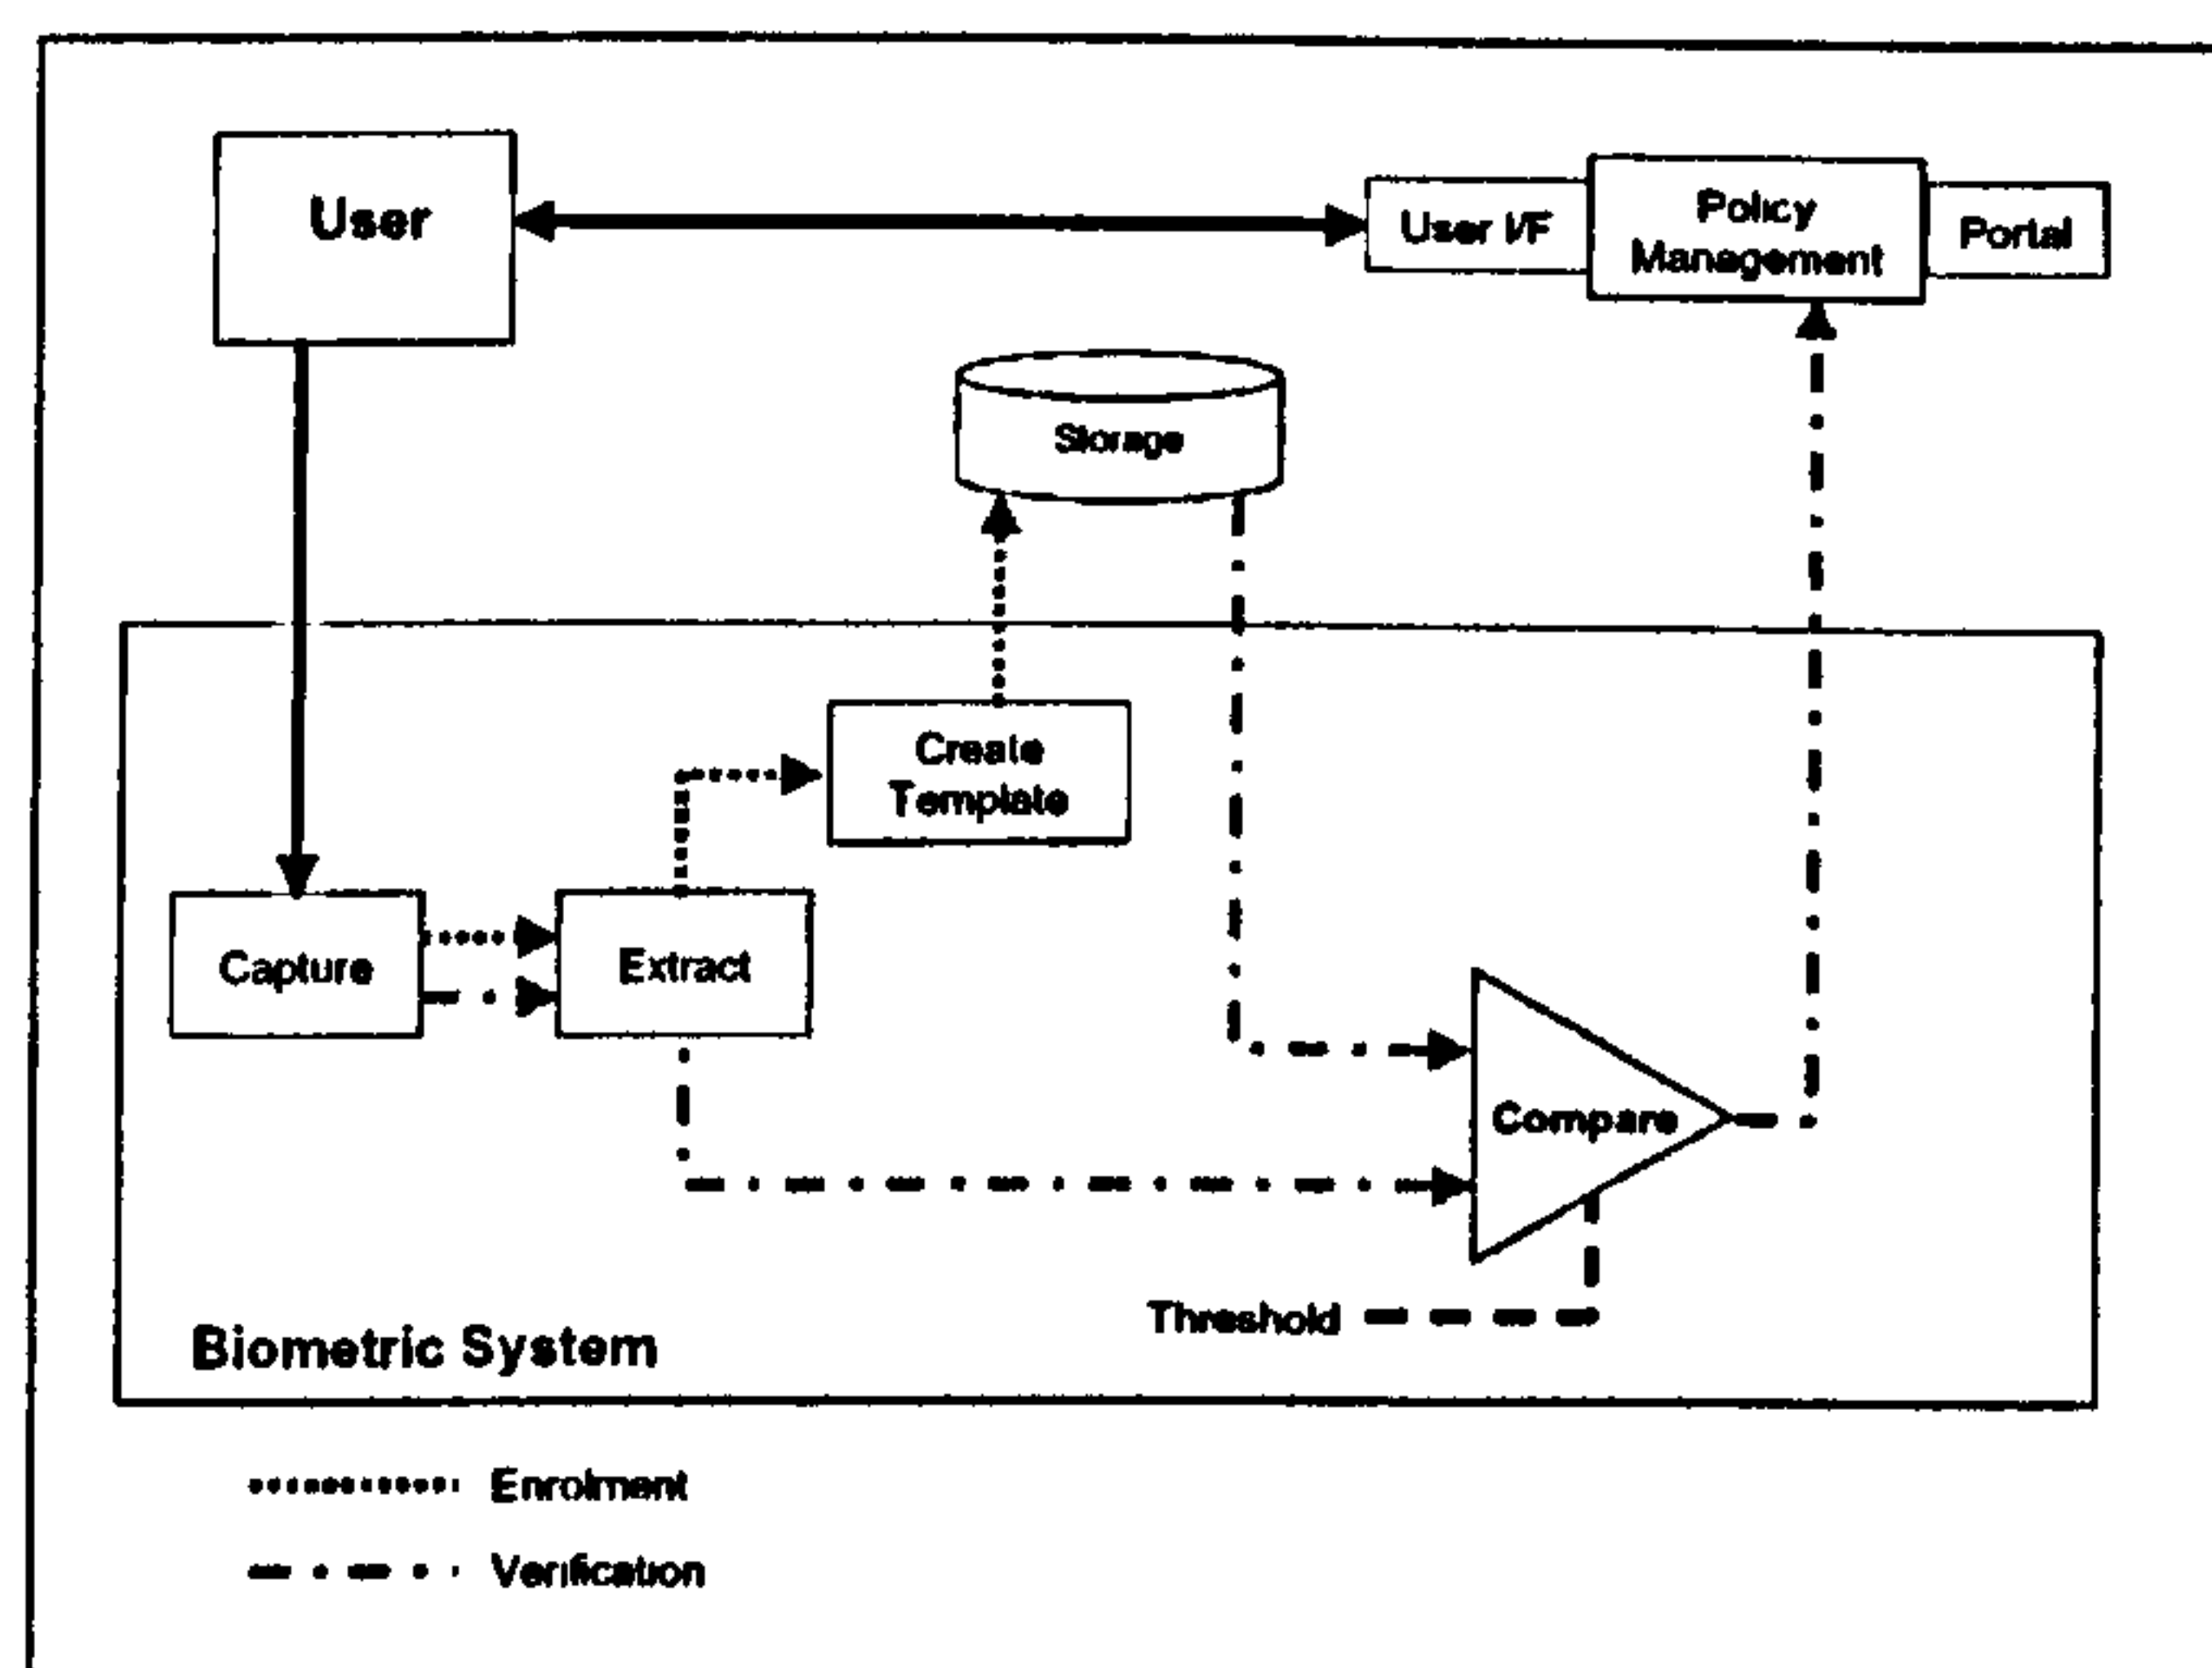 User
User I/F
Policy
Management
Portal
Storage
Create
Template
Capture
Extract
Compare
Threshold
Biometric System
Enrolment
Verification